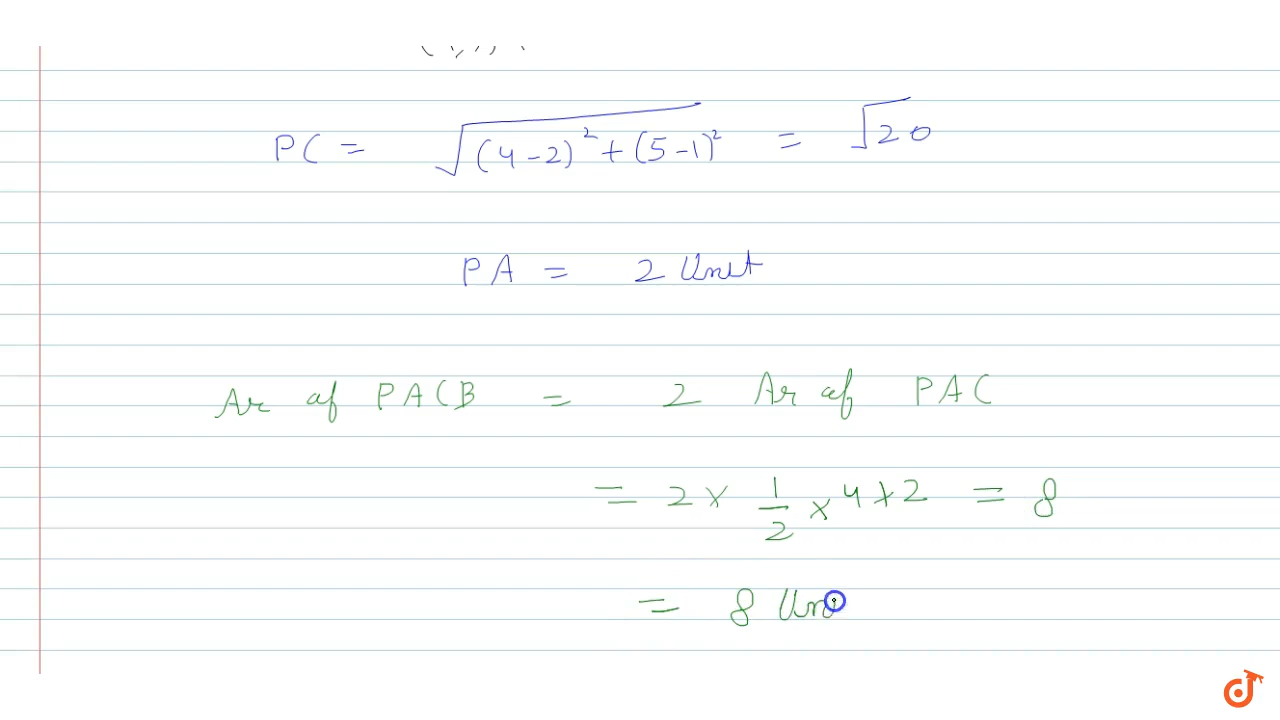 PC = √(4-2)² + (5-1)² = √20
PA = 2 Unit
Ar of PACB = 2 Ar of PAC
= 2 × 1/2 × 4 × 2 = 8
= 8 Uni